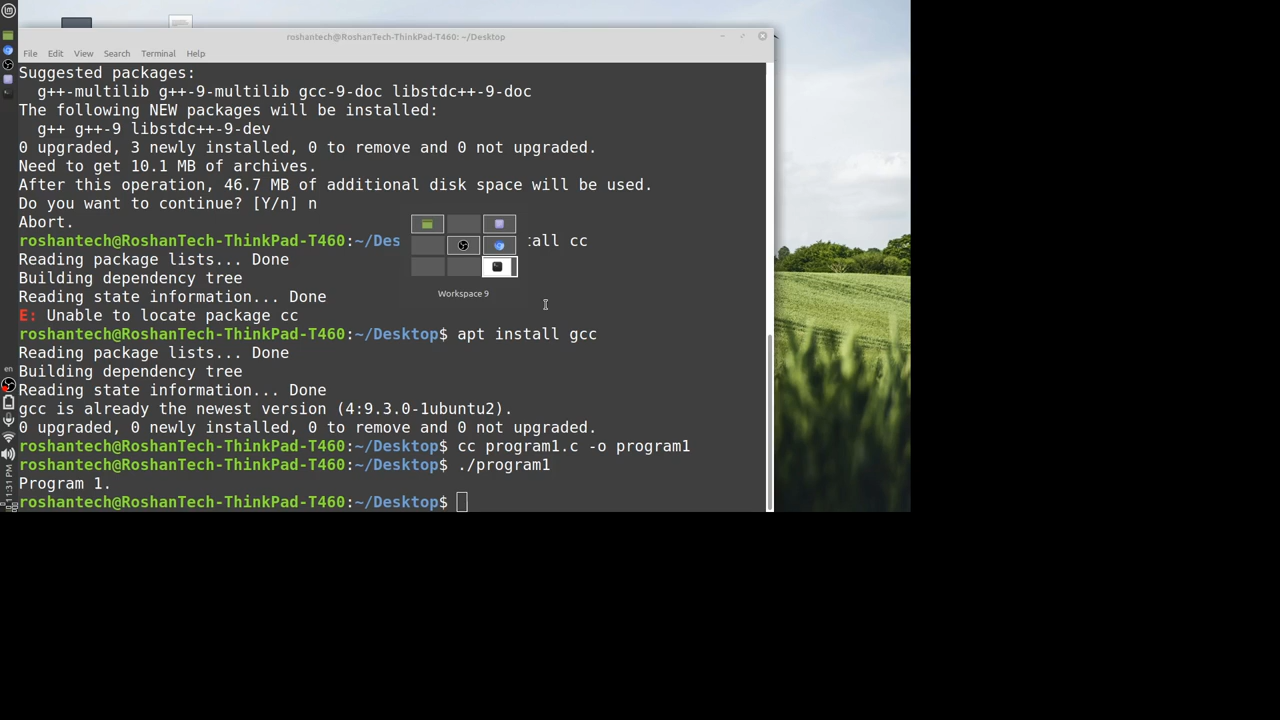 roshantech@RoshanTech-ThinkPad-T460: ~/Desktop
File Edit View Search Terminal Help
Suggested packages:
g++-multilib g++-9-multilib gcc-9-doc libstdc++-9-doc
The following NEW packages will be installed:
g++ g++-9 libstdc++-9-dev
0 upgraded, 3 newly installed, 0 to remove and 0 not upgraded.
Need to get 10.1 MB of archives.
After this operation, 46.7 MB of additional disk space will be used.
Do you want to continue? [Y/n] n
Abort.
roshantech@RoshanTech-ThinkPad-T460:~/Des all cc
Reading package lists... Done
Building dependency tree
Reading state information... Done
Workspace 9
E: Unable to locate package cc
roshantech@RoshanTech-ThinkPad-T460:~/Desktop$ apt install gcc
Reading package lists... Done
Building dependency tree
Reading state information... Done
gcc is already the newest version (4:9.3.0-1ubuntu2).
0 upgraded, 0 newly installed, 0 to remove and 0 not upgraded.
roshantech@RoshanTech-ThinkPad-T460:~/Desktop$ cc program1.c -o program1
roshantech@RoshanTech-ThinkPad-T460:~/Desktop$ ./program1
Program 1.
roshantech@RoshanTech-ThinkPad-T460:~/Desktop$
en
11:31 PM